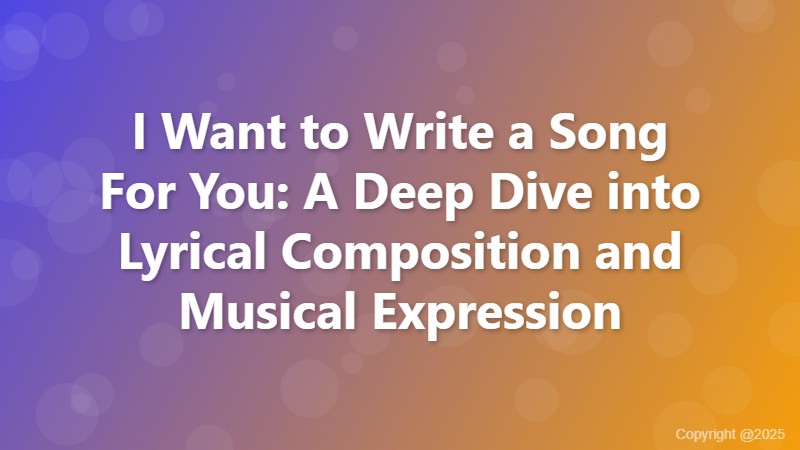 I Want to Write a Song
For You: A Deep Dive into
Lyrical Composition and
Musical Expression
Copyright @2025